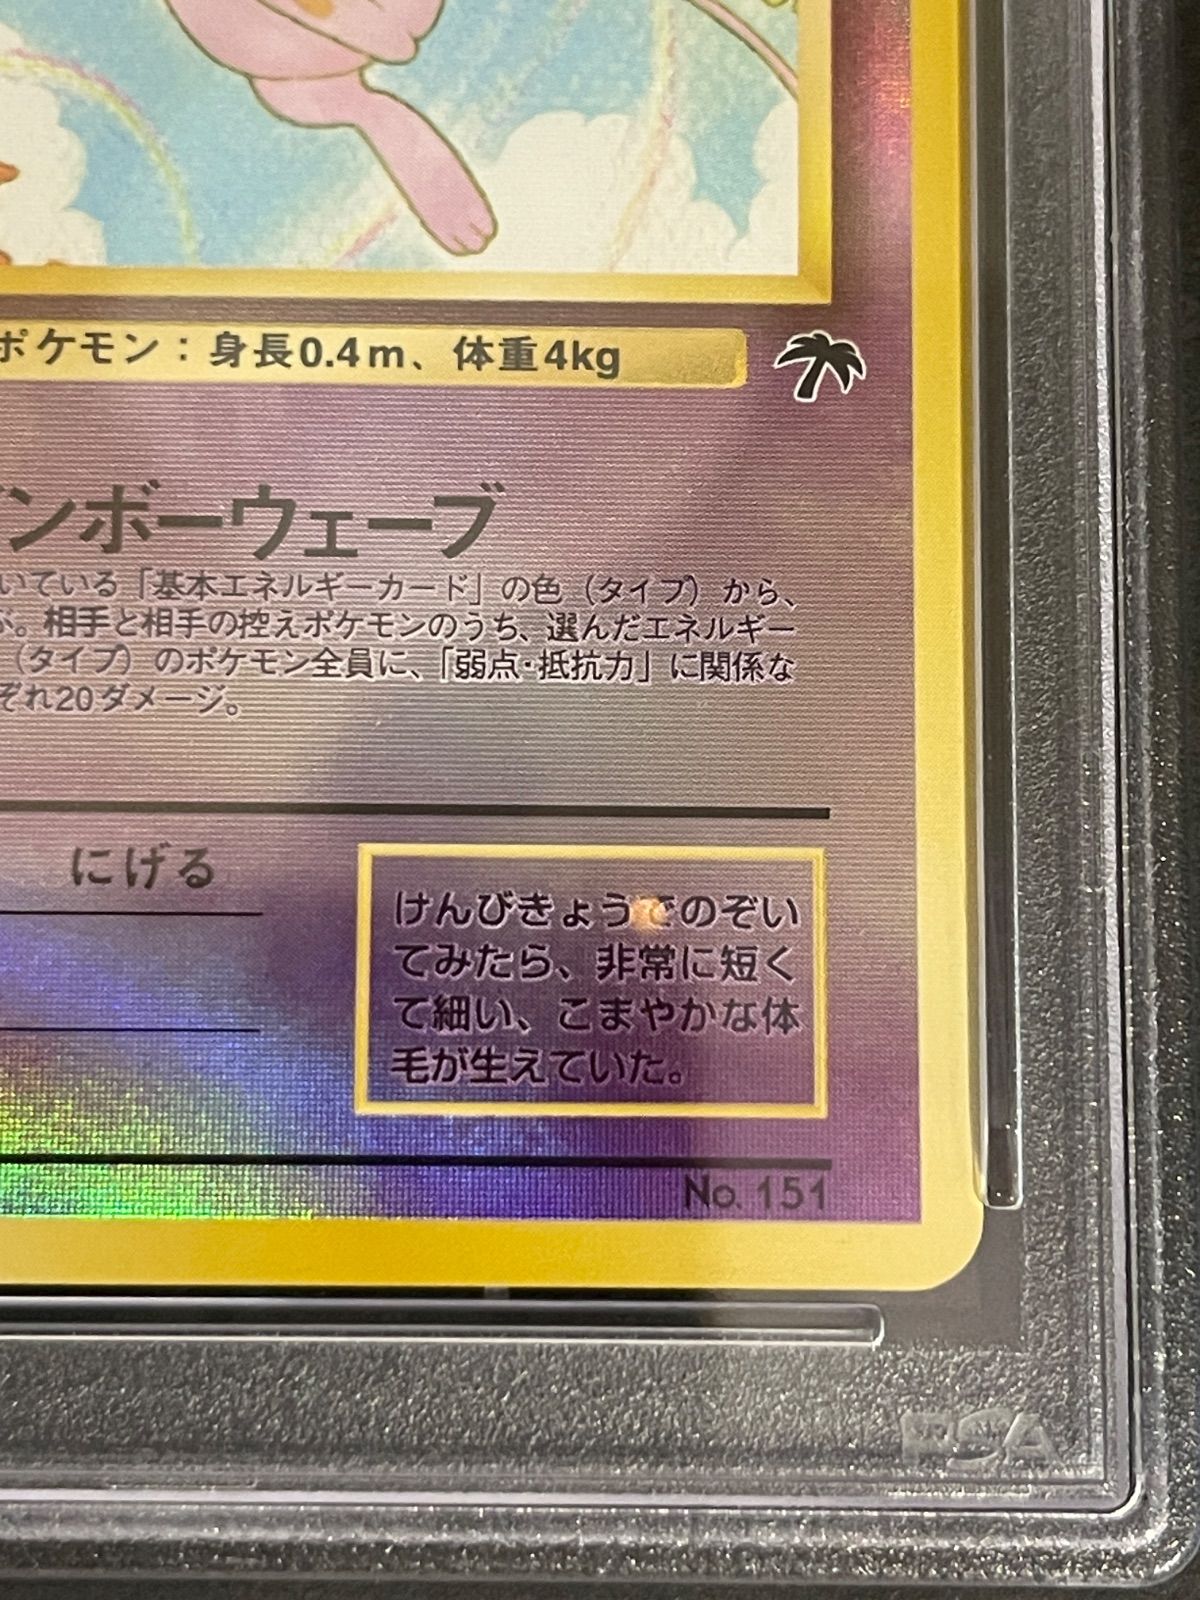 ポケモン：身長0.4m、体重4kg
ンボーウェーブ
いている「基本エネルギーカード」の色（タイプ）から、
ぶ。相手と相手の控えポケモンのうち、選んだエネルギー
（タイプ）のポケモン全員に、「弱点・抵抗力」に関係な
ぞれ20ダメージ。
にげる
けんびきょうでのぞい
てみたら、非常に短く
て細い、こまやかな体
毛が生えていた。
No. 151
PSA